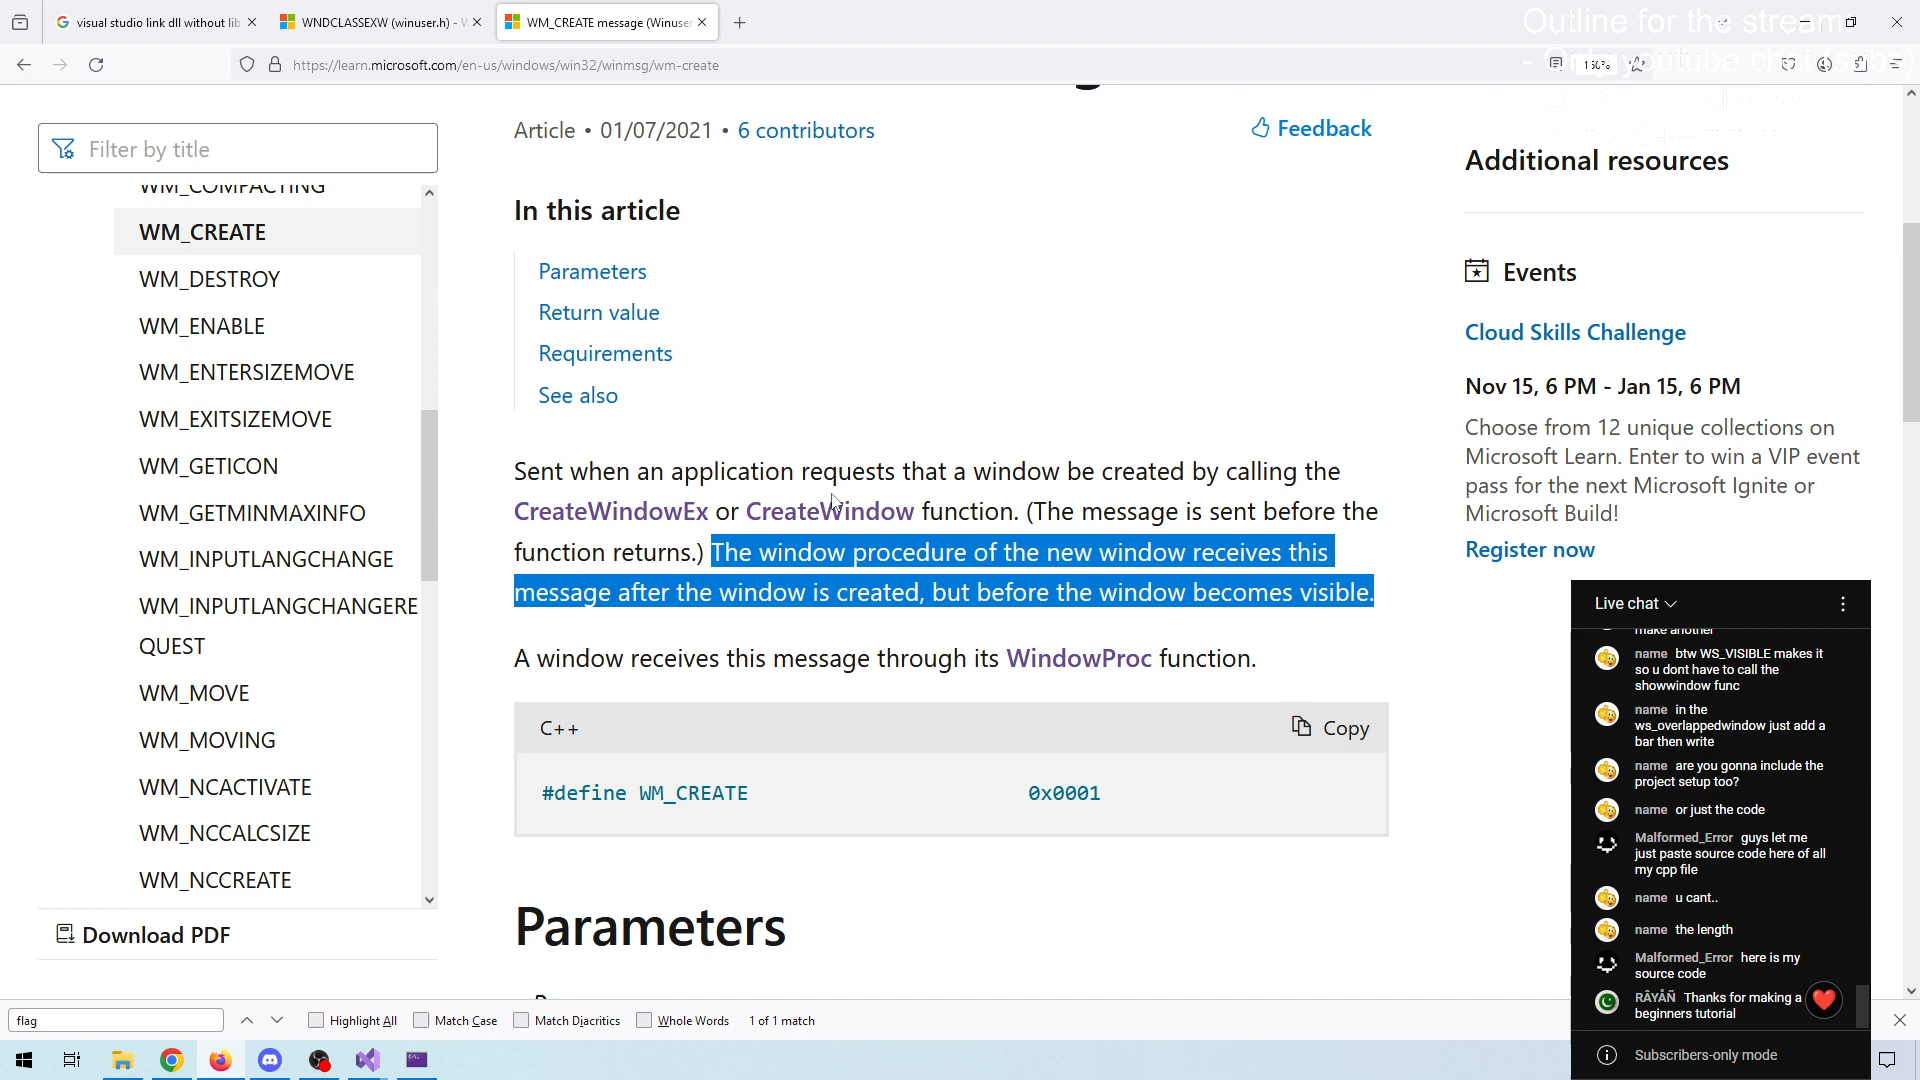 visual studio link dll without lib
WNDCLASSEXW (winuser.h) -
WM_CREATE message (Winuser
Outline for the stream:
https://learn.microsoft.com/en-us/windows/win32/winmsg/wm-create
150%
Filter by title
WM_COMPACTING
WM_CREATE
WM_DESTROY
WM_ENABLE
WM_ENTERSIZEMOVE
WM_EXITSIZEMOVE
WM_GETICON
WM_GETMINMAXINFO
WM_INPUTLANGCHANGE
WM_INPUTLANGCHANGERE
QUEST
WM_MOVE
WM_MOVING
WM_NCACTIVATE
WM_NCCALCSIZE
WM_NCCREATE
Download PDF
Article • 01/07/2021 • 6 contributors
Feedback
In this article
Parameters
Return value
Requirements
See also
Sent when an application requests that a window be created by calling the
CreateWindowEx or CreateWindow function. (The message is sent before the
function returns.) The window procedure of the new window receives this
message after the window is created, but before the window becomes visible.
A window receives this message through its WindowProc function.
C++
Copy
#define WM_CREATE 0x0001
Parameters
Additional resources
Events
Cloud Skills Challenge
Nov 15, 6 PM - Jan 15, 6 PM
Choose from 12 unique collections on
Microsoft Learn. Enter to win a VIP event
pass for the next Microsoft Ignite or
Microsoft Build!
Register now
Live chat
make another
name btw WS_VISIBLE makes it
so u dont have to call the
showwindow func
name in the
ws_overlappedwindow just add a
bar then write
name are you gonna include the
project setup too?
name or just the code
Malformed_Error guys let me
just paste source code here of all
my cpp file
name u cant..
name the length
Malformed_Error here is my
source code
RÂYÅÑ Thanks for making a
beginners tutorial
Subscribers-only mode
flag
Highlight All
Match Case
Match Diacritics
Whole Words
1 of 1 match